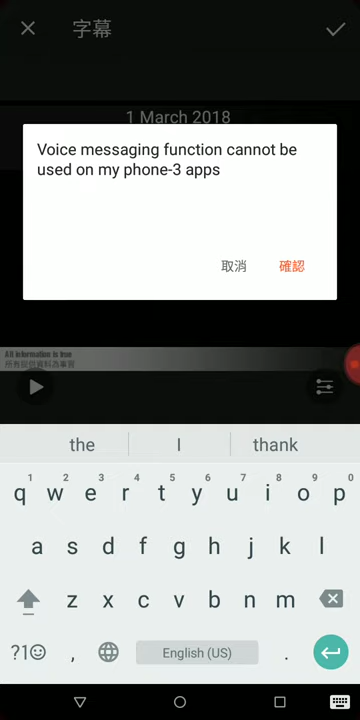 字幕
1 March 2018
Voice messaging function cannot be
used on my phone-3 apps
取消 確認
All information is true
所有提供資料為事實
the I thank
1 2 3 4 5 6 7 8 9 0
q w e r t y u i o p
a s d f g h j k l
z x c v b n m
?1☺ , English (US) .